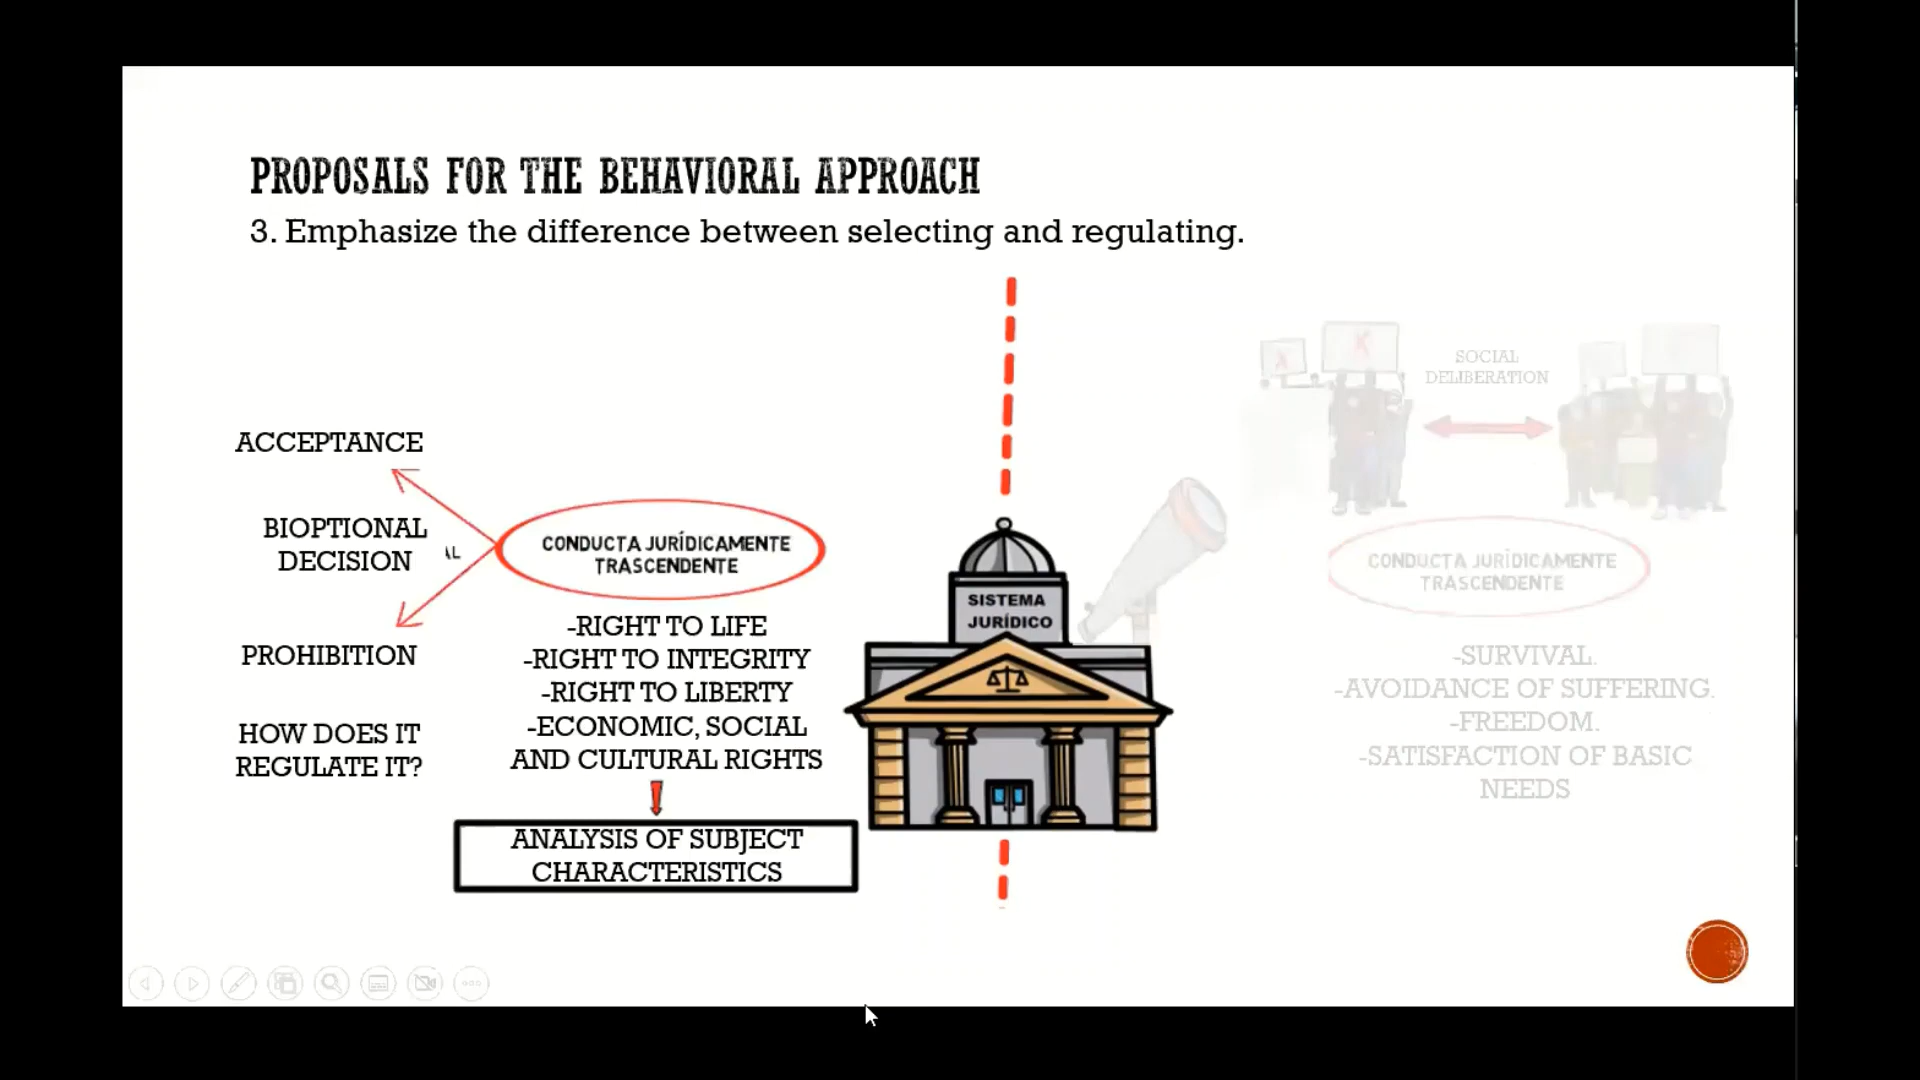 PROPOSALS FOR THE BEHAVIORAL APPROACH
3. Emphasize the difference between selecting and regulating.
ACCEPTANCE
BIOPTIONAL
DECISION
AL
PROHIBITION
HOW DOES IT
REGULATE IT?
CONDUCTA JURÍDICAMENTE
TRASCENDENTE
-RIGHT TO LIFE
-RIGHT TO INTEGRITY
-RIGHT TO LIBERTY
-ECONOMIC, SOCIAL
AND CULTURAL RIGHTS
ANALYSIS OF SUBJECT
CHARACTERISTICS
SISTEMA
JURÍDICO
X
X
SOCIAL
DELIBERATION
CONDUCTA JURÍDICAMENTE
TRASCENDENTE
-SURVIVAL.
-AVOIDANCE OF SUFFERING.
-FREEDOM.
-SATISFACTION OF BASIC
NEEDS